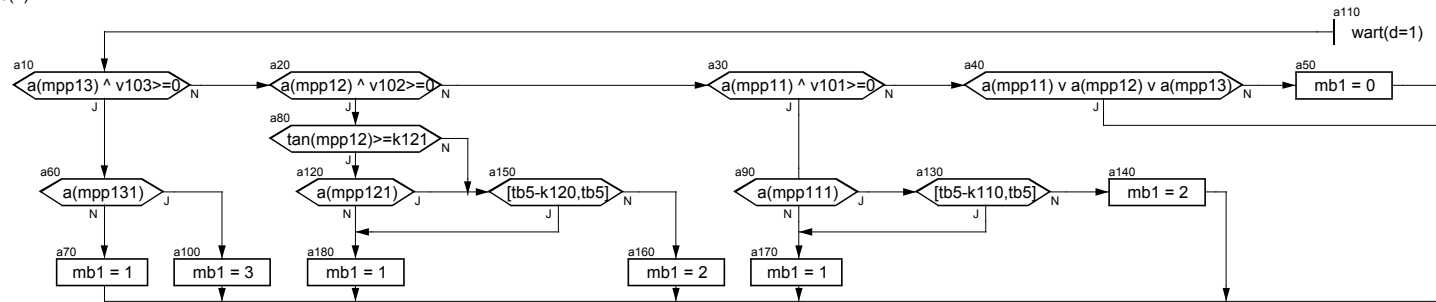 a110
wart(d=1)
a10
a(mpp13) ^ v103>=0
N
J
a20
a(mpp12) ^ v102>=0
N
J
a30
a(mpp11) ^ v101>=0
N
J
a40
a(mpp11) v a(mpp12) v a(mpp13)
N
J
a50
mb1 = 0
a80
tan(mpp12)>=k121
N
J
a60
a(mpp131)
J
N
a120
a(mpp121)
J
N
a150
[tb5-k120,tb5]
N
J
a90
a(mpp111)
J
N
a130
[tb5-k110,tb5]
N
J
a140
mb1 = 2
a70
mb1 = 1
a100
mb1 = 3
a180
mb1 = 1
a160
mb1 = 2
a170
mb1 = 1